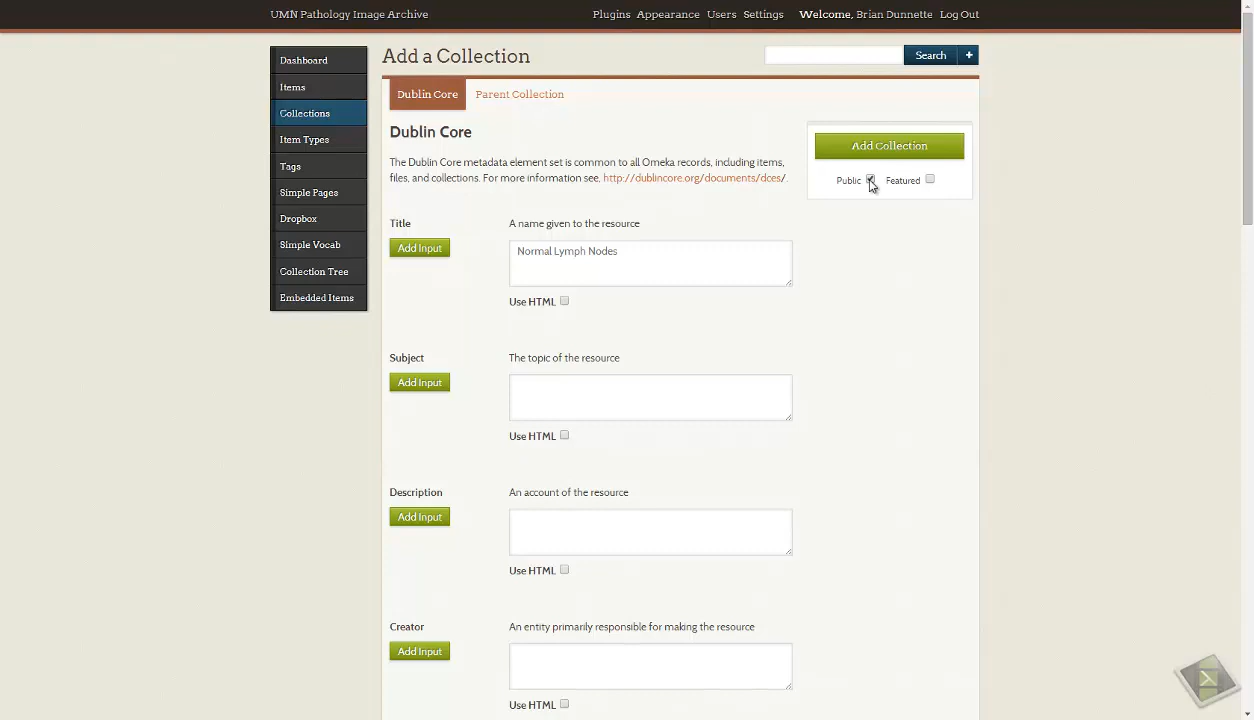 UMN Pathology Image Archive
Plugins Appearance Users Settings Welcome, Brian Dunnette Log Out
Dashboard
Items
Collections
Item Types
Tags
Simple Pages
Dropbox
Simple Vocab
Collection Tree
Embedded Items
Add a Collection
Search +
Dublin Core Parent Collection
Dublin Core
The Dublin Core metadata element set is common to all Omeka records, including items,
files, and collections. For more information see, http://dublincore.org/documents/dces/.
Add Collection
Public Featured
Title A name given to the resource
Add Input
Normal Lymph Nodes
Use HTML
Subject The topic of the resource
Add Input
Use HTML
Description An account of the resource
Add Input
Use HTML
Creator An entity primarily responsible for making the resource
Add Input
Use HTML